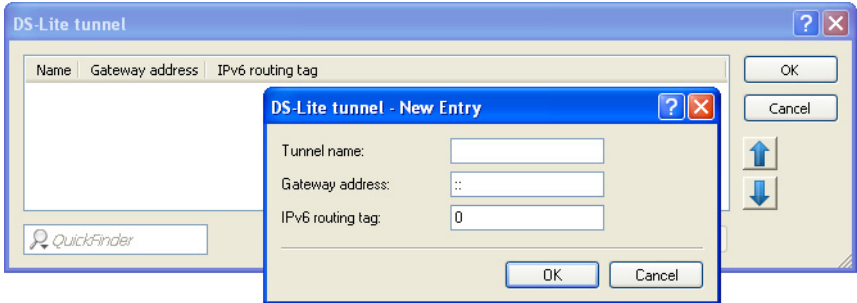 DS-Lite tunnel
Name Gateway address IPv6 routing tag
OK
Cancel
DS-Lite tunnel - New Entry
Tunnel name:
Gateway address: ::
IPv6 routing tag: 0
OK Cancel
QuickFinder